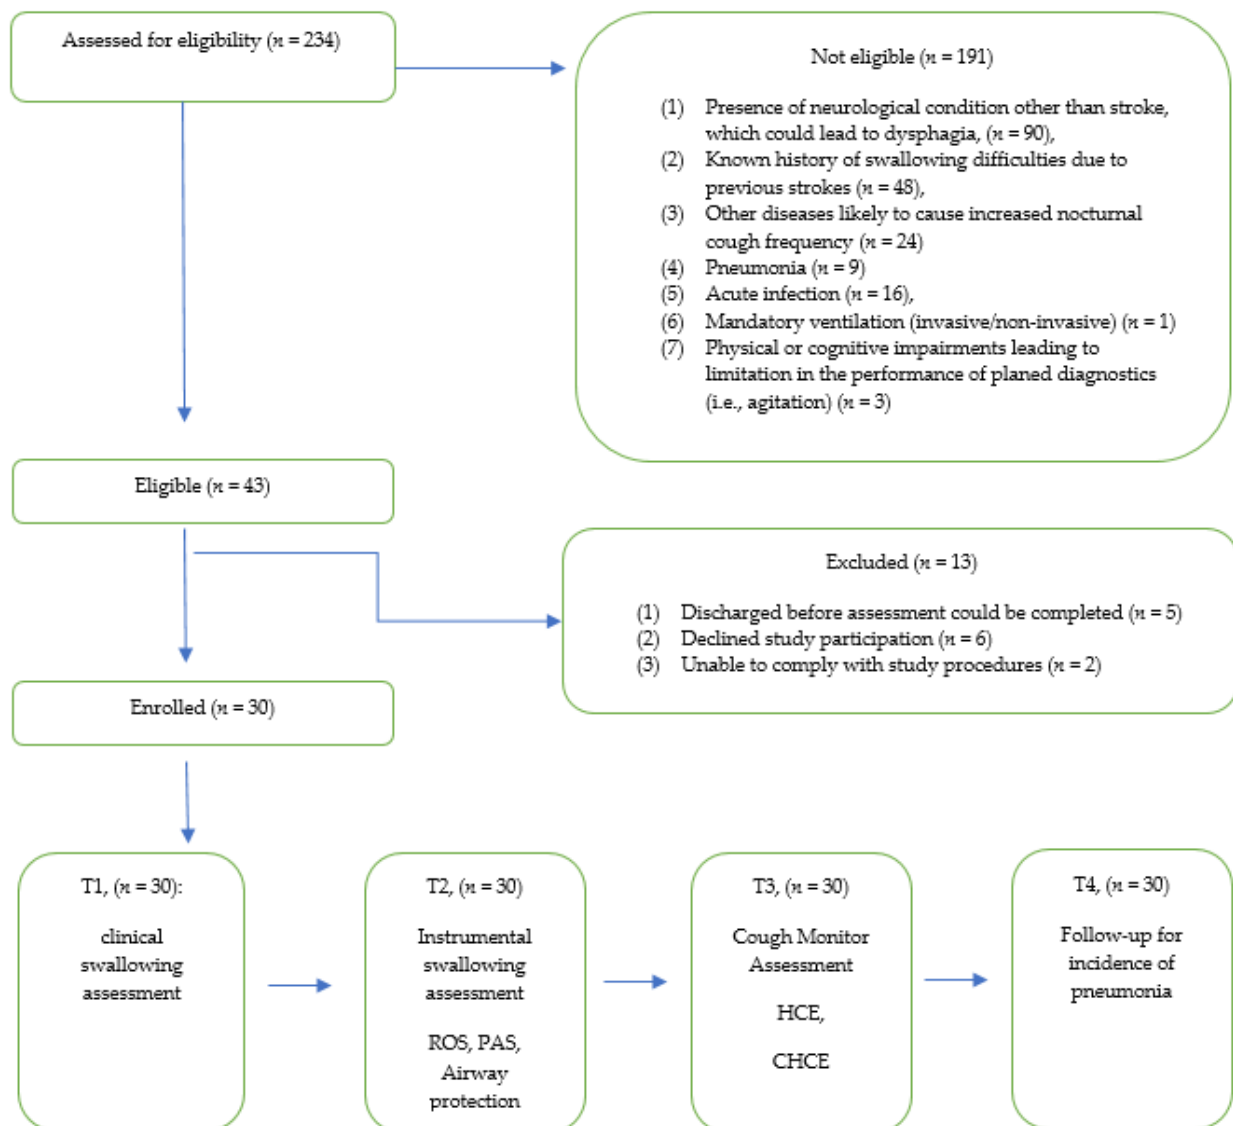 Assessed for eligibility (n = 234)
Not eligible (n = 191)
(1) Presence of neurological condition other than stroke,
which could lead to dysphagia, (n = 90),
(2) Known history of swallowing difficulties due to
previous strokes (n = 48),
(3) Other diseases likely to cause increased nocturnal
cough frequency (n = 24)
(4) Pneumonia (n = 9)
(5) Acute infection (n = 16),
(6) Mandatory ventilation (invasive/non-invasive) (n = 1)
(7) Physical or cognitive impairments leading to
limitation in the performance of planed diagnostics
(i.e., agitation) (n = 3)
Eligible (n = 43)
Excluded (n = 13)
(1) Discharged before assessment could be completed (n = 5)
(2) Declined study participation (n = 6)
(3) Unable to comply with study procedures (n = 2)
Enrolled (n = 30)
T1, (n = 30):
clinical
swallowing
assessment
T2, (n = 30)
Instrumental
swallowing
assessment
ROS, PAS,
Airway
protection
T3, (n = 30)
Cough Monitor
Assessment
HCE,
CHCE
T4, (n = 30)
Follow-up for
incidence of
pneumonia